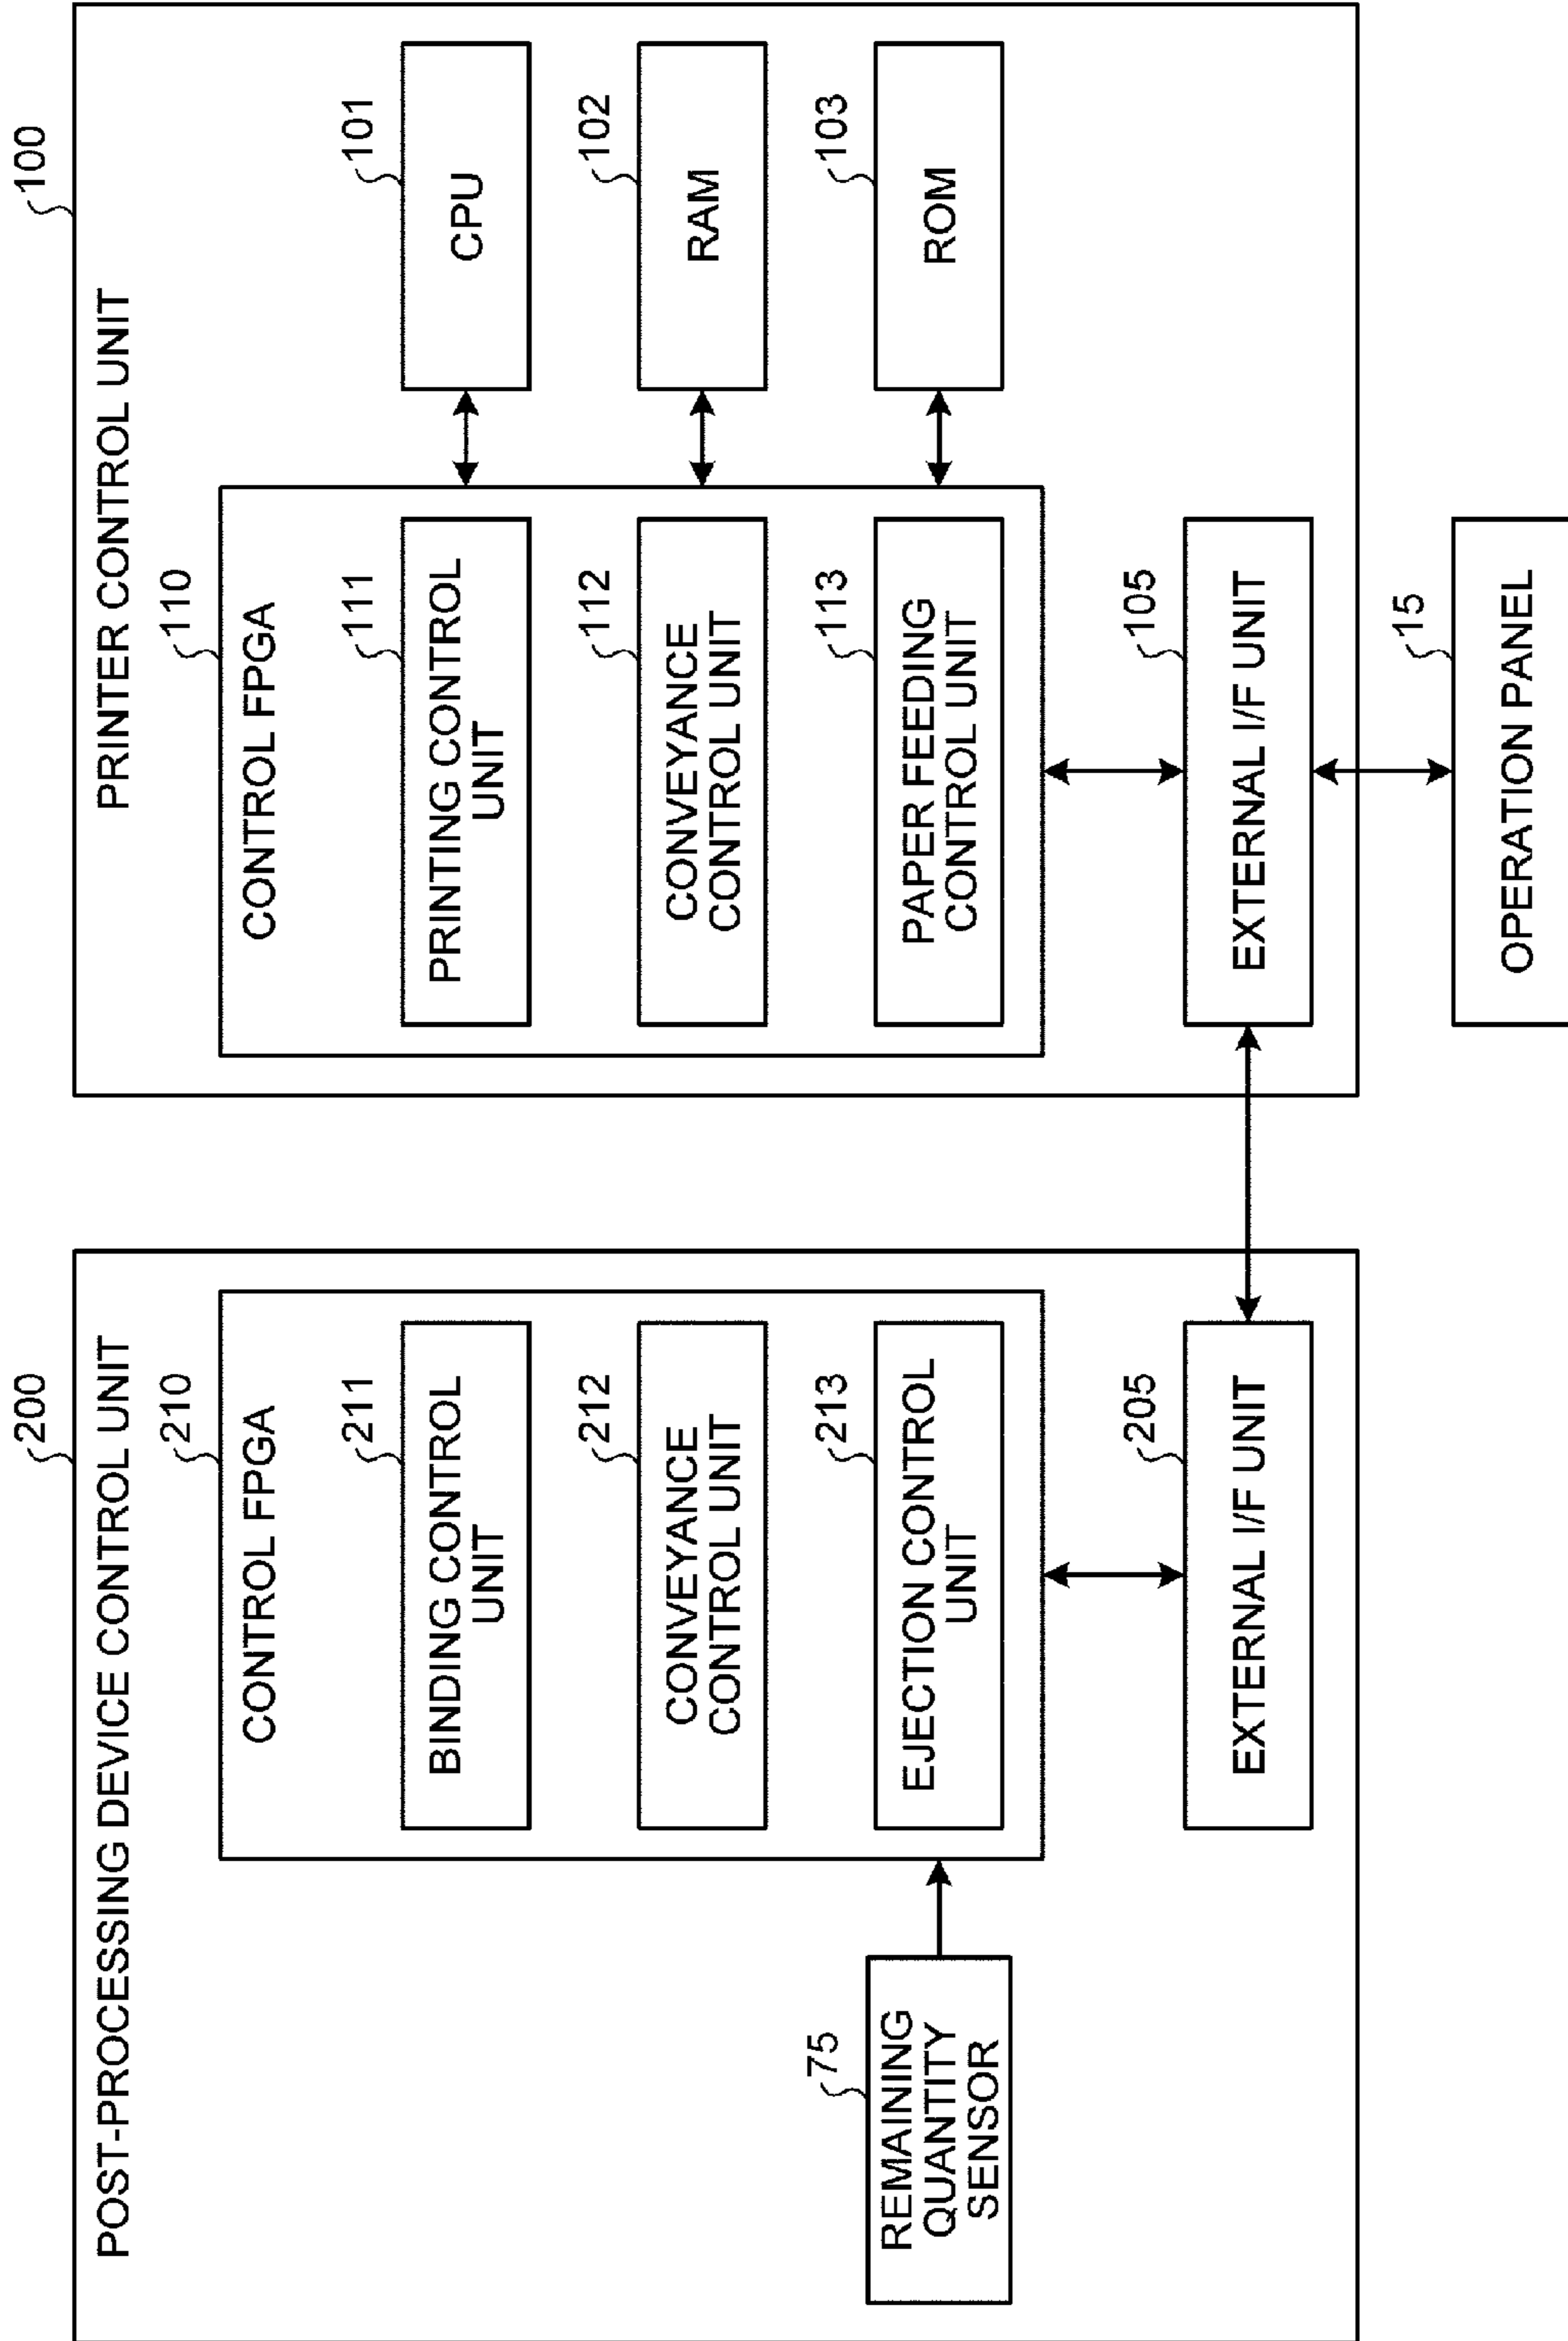 200
POST-PROCESSING DEVICE CONTROL UNIT
210
CONTROL FPGA
211
BINDING CONTROL
UNIT
212
CONVEYANCE
CONTROL UNIT
75
REMAINING
QUANTITY
SENSOR
213
EJECTION CONTROL
UNIT
205
EXTERNAL I/F UNIT
100
PRINTER CONTROL UNIT
110
CONTROL FPGA
111
PRINTING CONTROL
UNIT
101
CPU
112
CONVEYANCE
CONTROL UNIT
102
RAM
113
PAPER FEEDING
CONTROL UNIT
103
ROM
105
EXTERNAL I/F UNIT
15
OPERATION PANEL